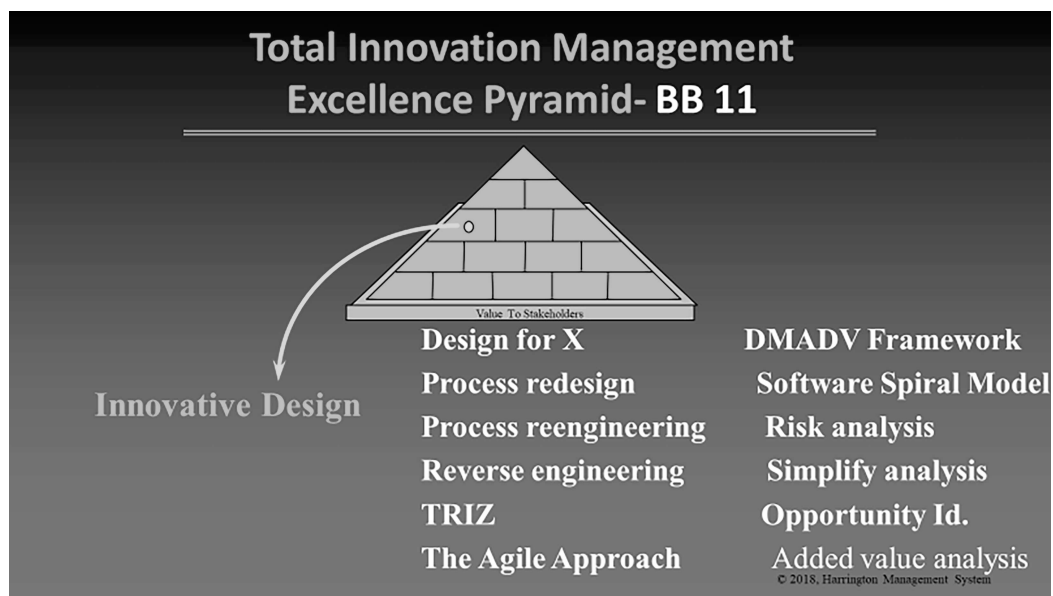 Total Innovation Management
Excellence Pyramid- BB 11
Value To Stakeholders
Innovative Design
Design for X
Process redesign
Process reengineering
Reverse engineering
TRIZ
The Agile Approach
DMADV Framework
Software Spiral Model
Risk analysis
Simplify analysis
Opportunity Id.
Added value analysis
© 2018, Harrington Management System